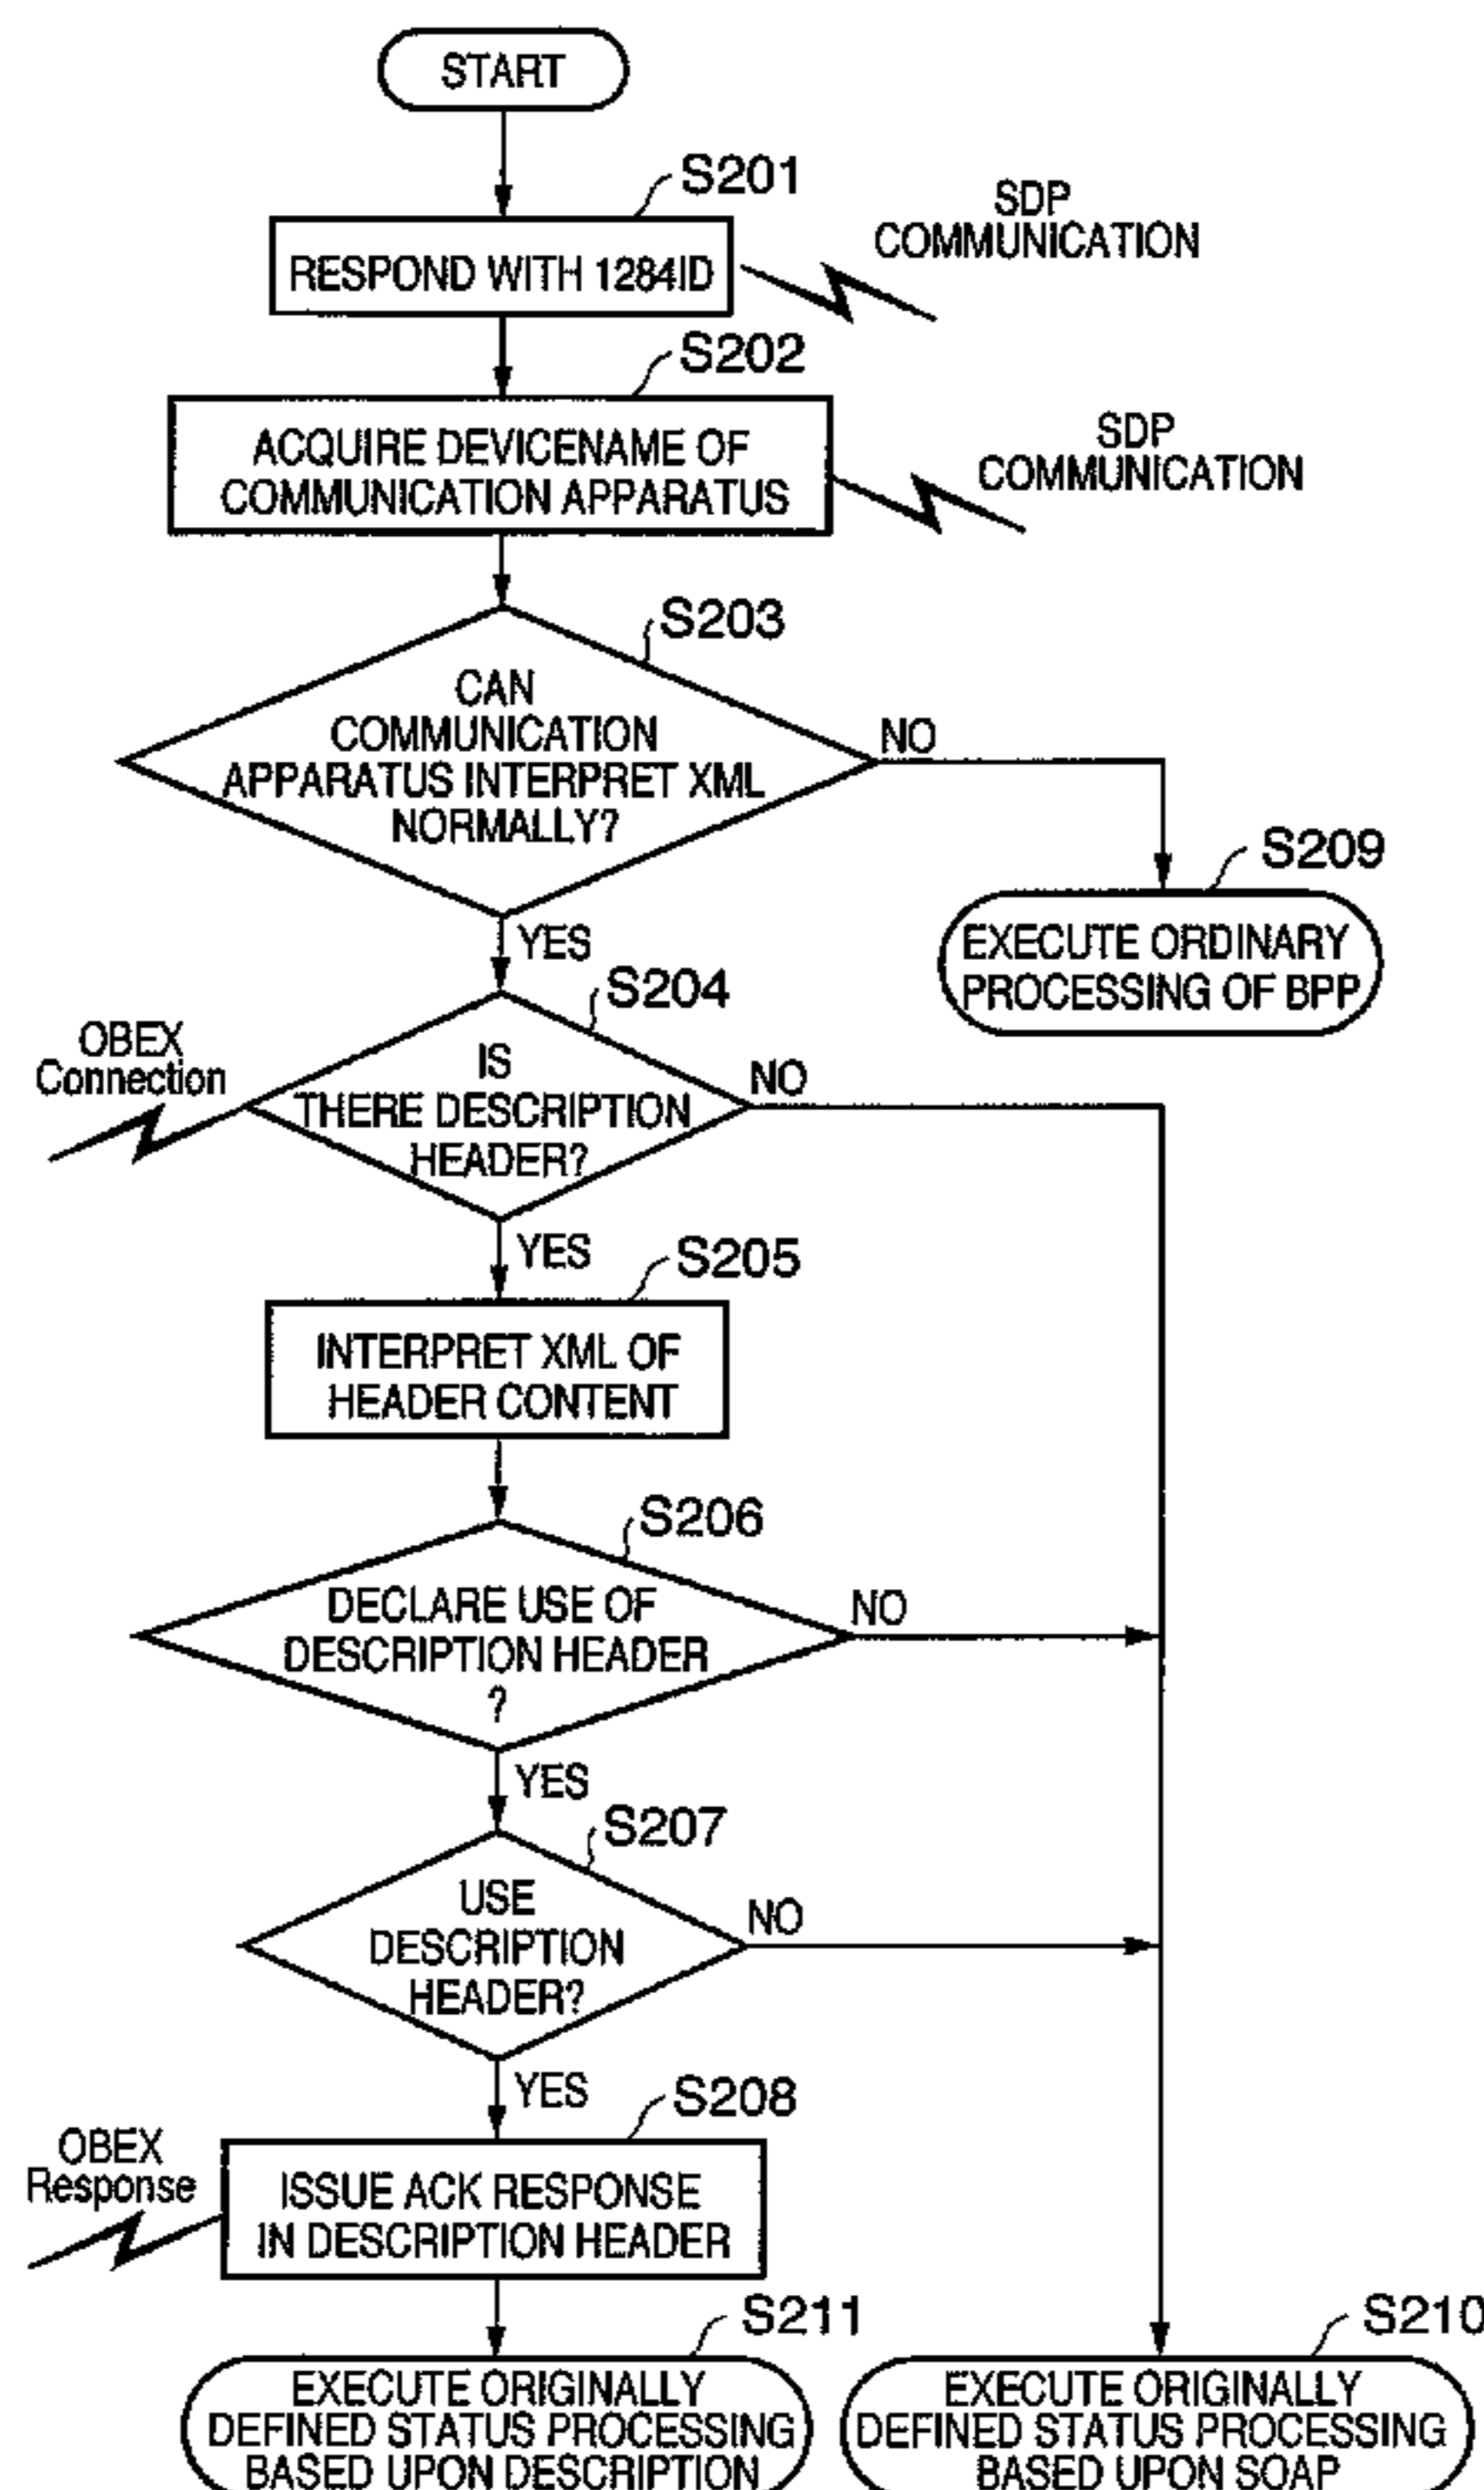 START
S201
SDP
COMMUNICATION
RESPOND WITH 1284ID
S202
ACQUIRE DEVICENAME OF
COMMUNICATION APPARATUS
SDP
COMMUNICATION
S203
CAN
COMMUNICATION
APPARATUS INTERPRET XML
NORMALLY?
NO
S209
EXECUTE ORDINARY
PROCESSING OF BPP
YES
S204
OBEX
Connection
IS
THERE DESCRIPTION
HEADER?
NO
YES
S205
INTERPRET XML OF
HEADER CONTENT
S206
DECLARE USE OF
DESCRIPTION HEADER
?
NO
YES
S207
USE
DESCRIPTION
HEADER?
NO
YES
S208
OBEX
Response
ISSUE ACK RESPONSE
IN DESCRIPTION HEADER
S211
EXECUTE ORIGINALLY
DEFINED STATUS PROCESSING
BASED UPON DESCRIPTION
S210
EXECUTE ORIGINALLY
DEFINED STATUS PROCESSING
BASED UPON SOAP